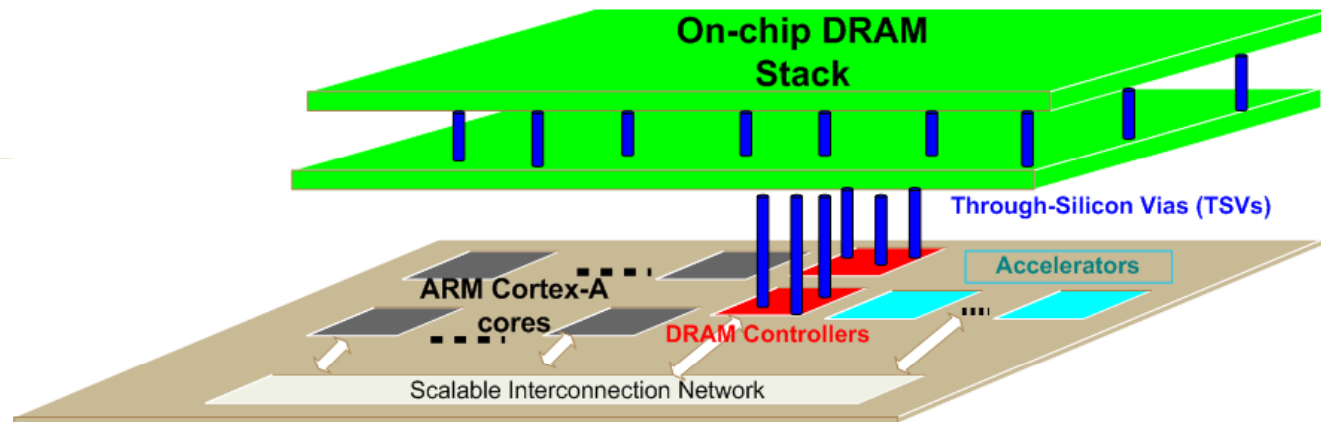 On-chip DRAM
Stack
Through-Silicon Vias (TSVs)
Accelerators
ARM Cortex-A
cores
DRAM Controllers
Scalable Interconnection Network